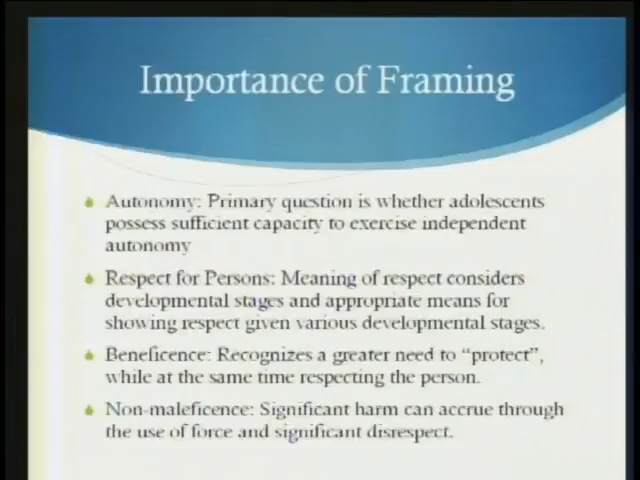 Importance of Framing
Autonomy: Primary question is whether adolescents
possess sufficient capacity to exercise independent
autonomy
Respect for Persons: Meaning of respect considers
developmental stages and appropriate means for
showing respect given various developmental stages.
Beneficence: Recognizes a greater need to "protect",
while at the same time respecting the person.
Non-maleficence: Significant harm can accrue through
the use of force and significant disrespect.